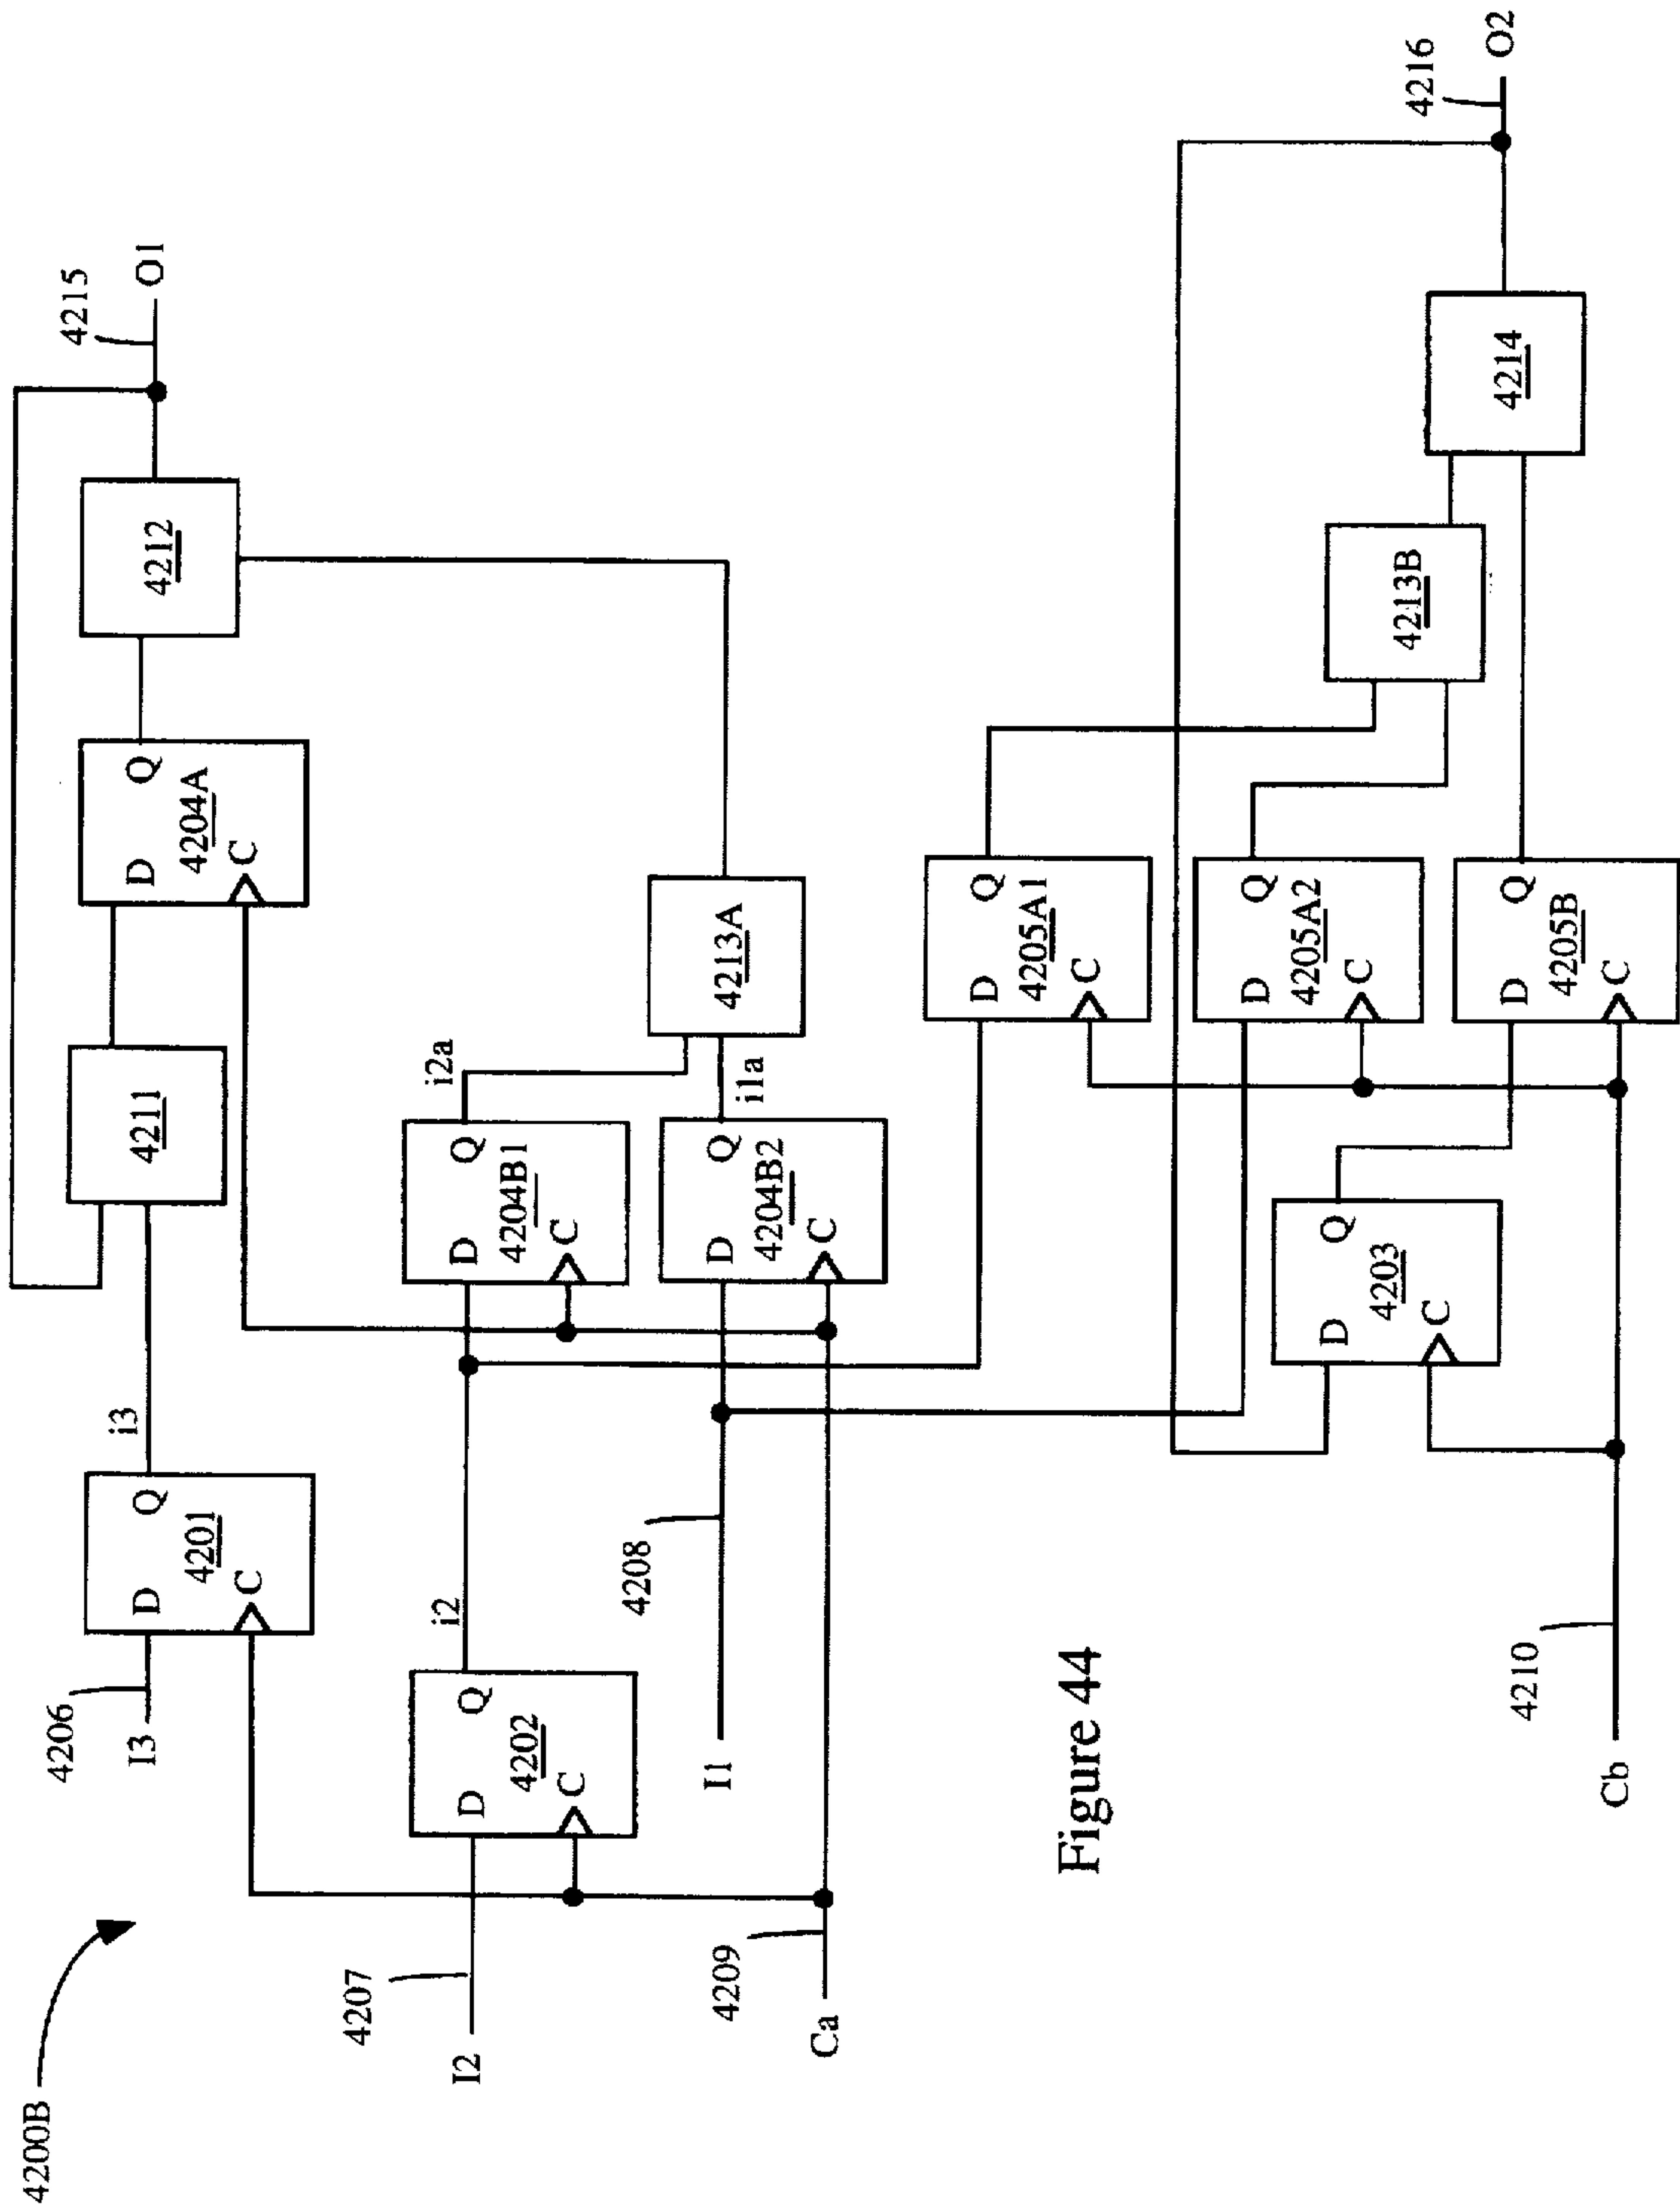 4200B
4206
I3
D
Q
4201
C
i3
4211
D
Q
4204A
C
4212
4215
O1
4207
I2
D
Q
4202
C
i2
D
Q
4204B1
C
i2a
4208
I1
D
Q
4204B2
C
i1a
4213A
4209
Ca
D
Q
4205A1
C
D
Q
4205A2
C
4213B
D
Q
4203
C
D
Q
4205B
C
4214
4216
O2
4210
Cb
Figure 44